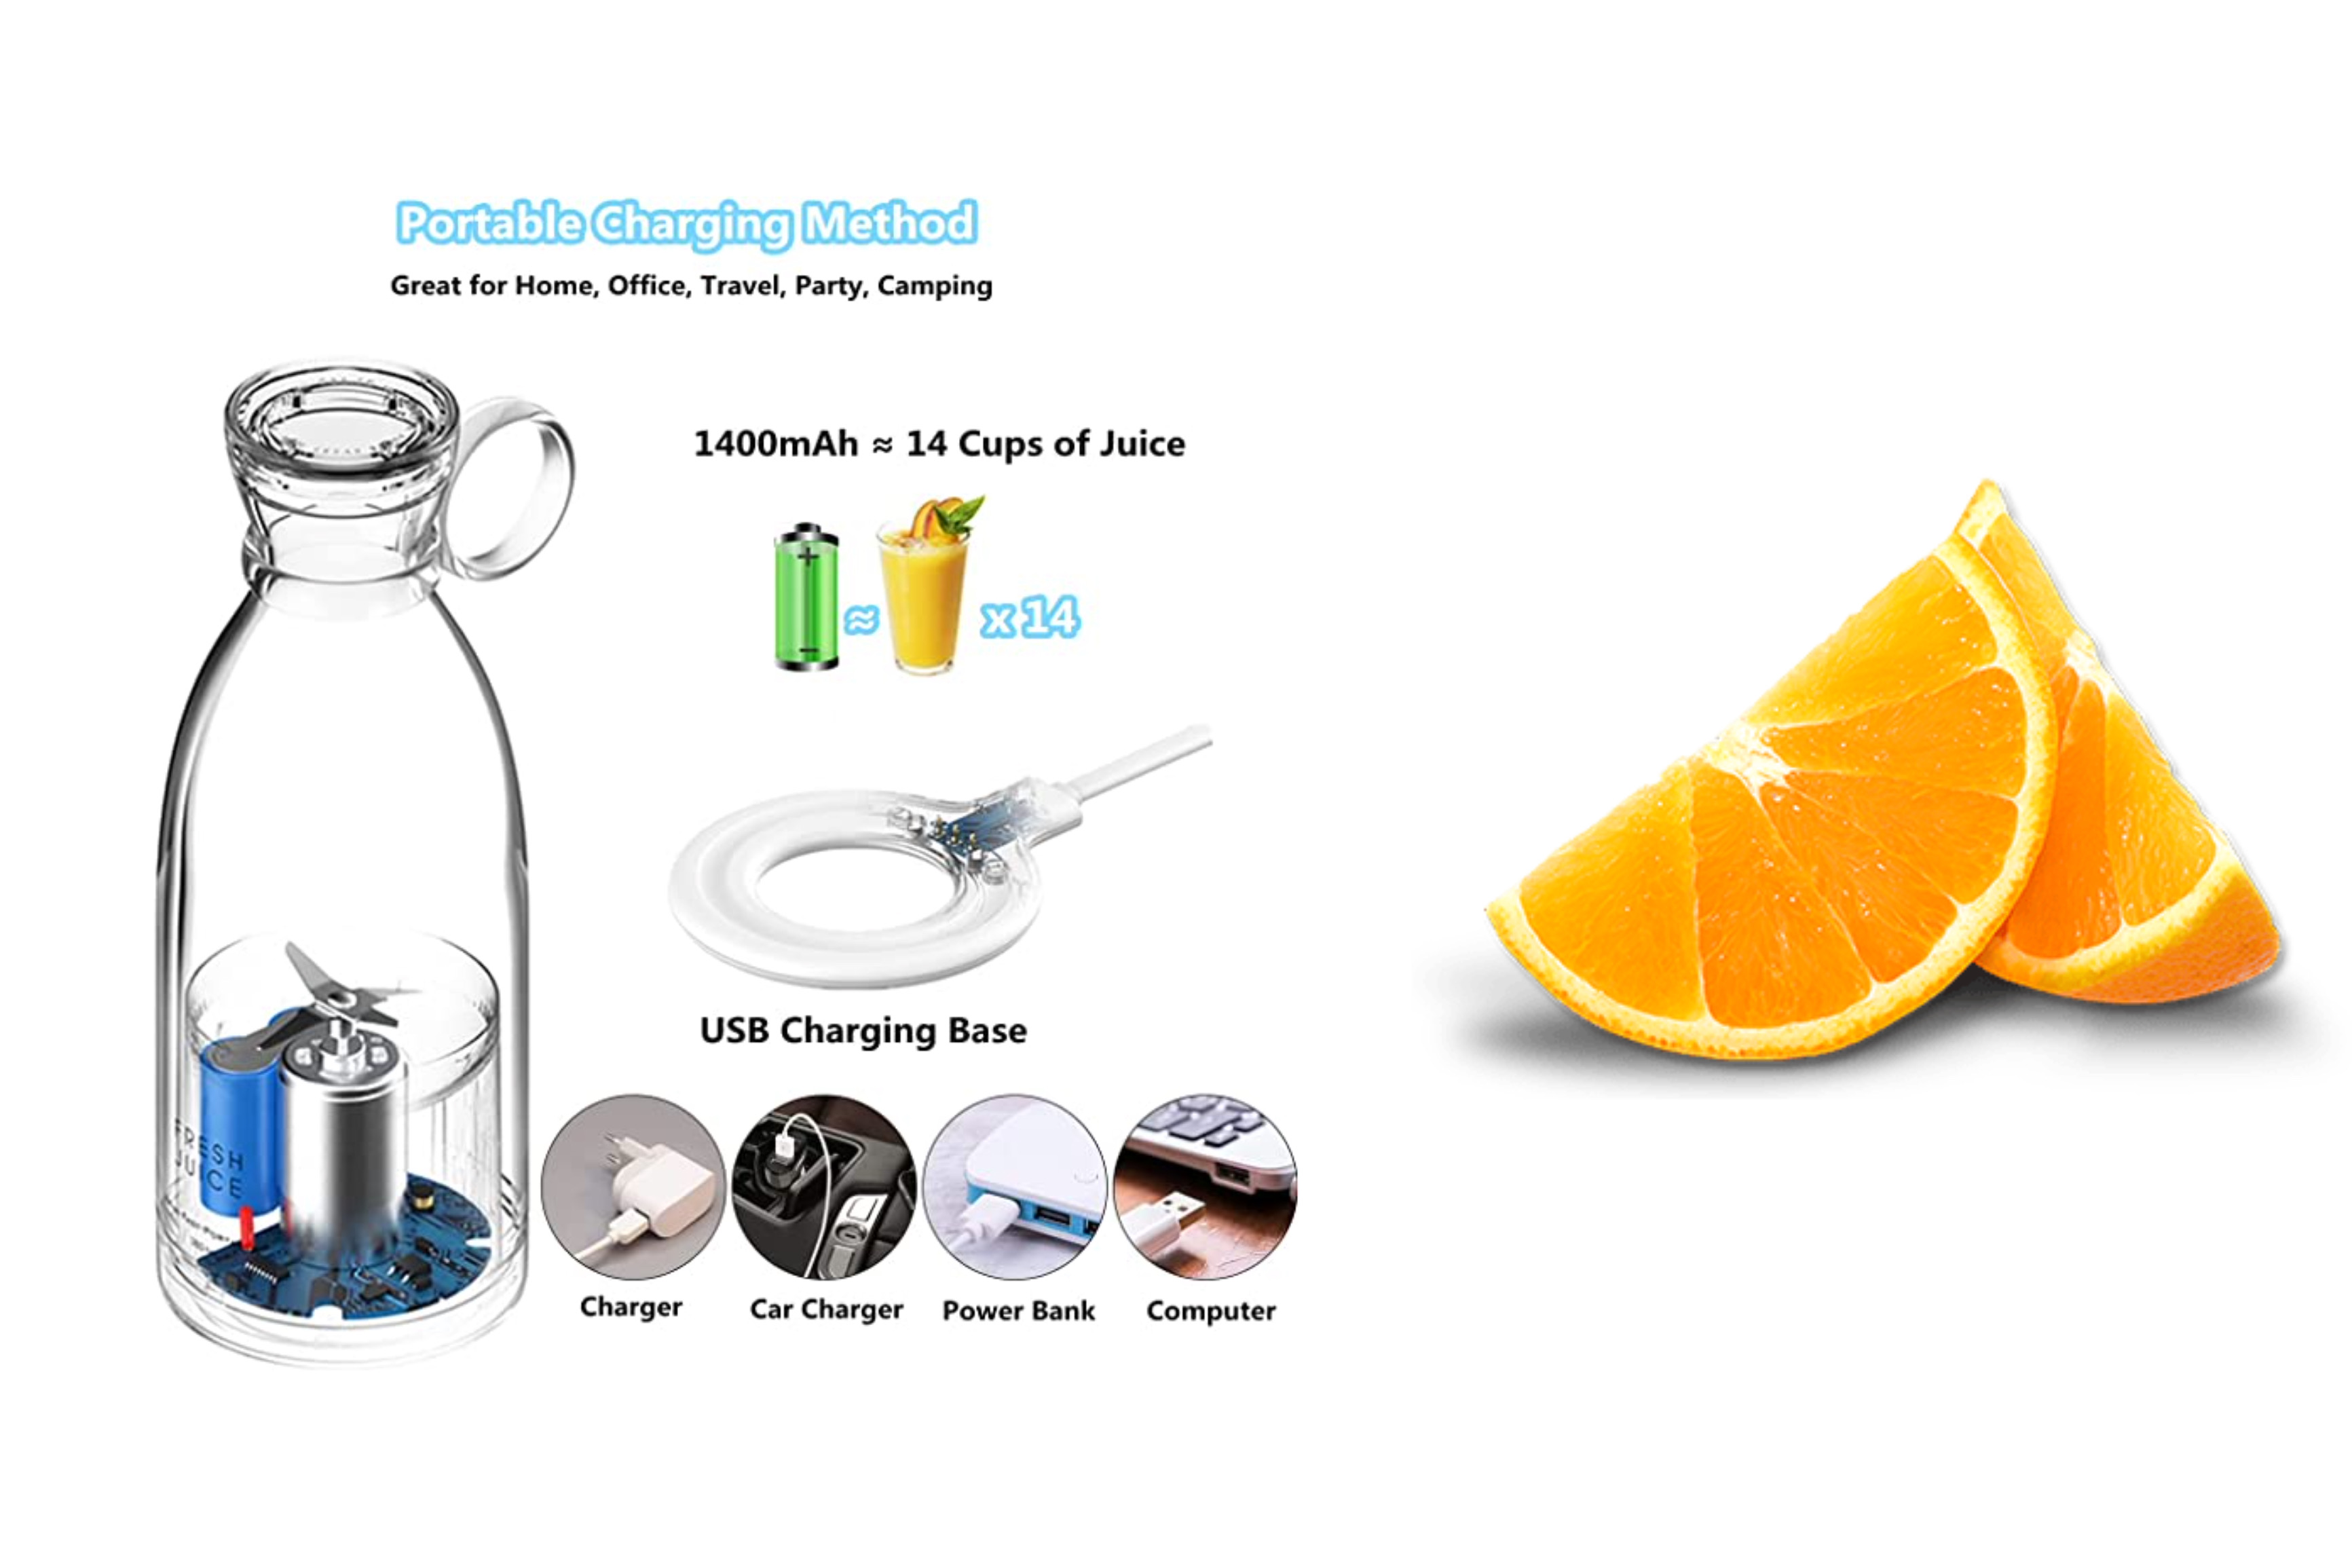 Portable Charging Method
Great for Home, Office, Travel, Party, Camping
1400mAh ≈ 14 Cups of Juice
+
≈
x 14
−
USB Charging Base
FRESH
JUICE
Charger
Car Charger
Power Bank
Computer